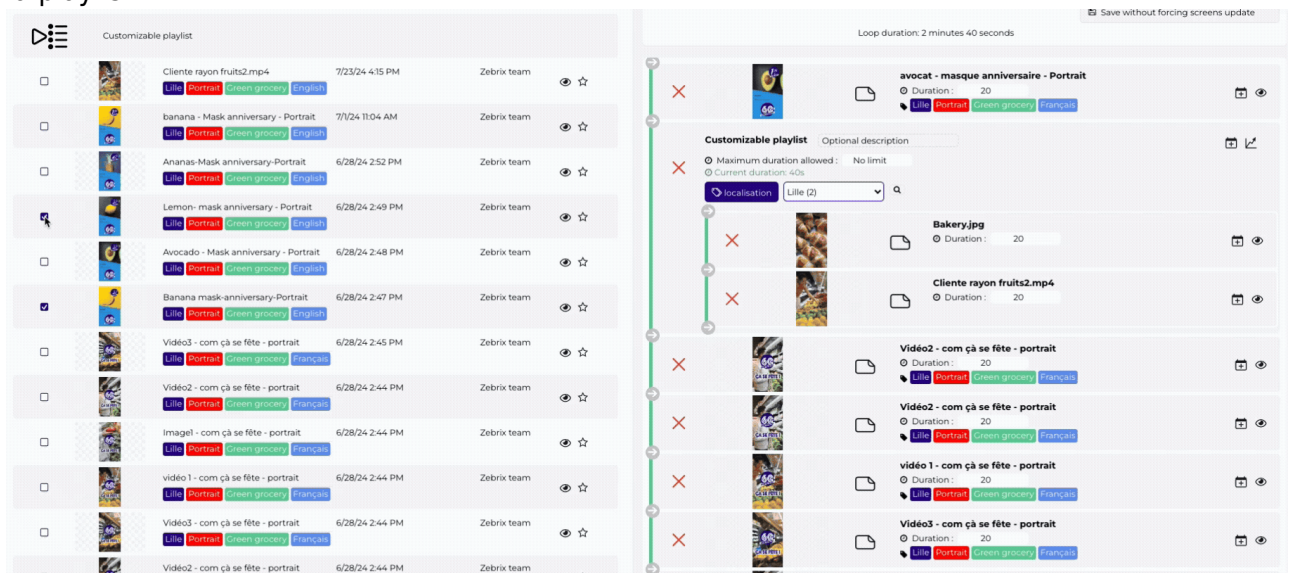 Customizable playlist
Cliente rayon fruits2.mp4 7/23/24 4:15 PM Zebrix team
Lille Portrait Green grocery English
banana - Mask anniversary - Portrait 7/1/24 11:04 AM Zebrix team
Lille Portrait Green grocery English
Ananas-Mask anniversary-Portrait 6/28/24 2:52 PM Zebrix team
Lille Portrait Green grocery English
Lemon- mask anniversary - Portrait 6/28/24 2:49 PM Zebrix team
Lille Portrait Green grocery English
Avocado - Mask anniversary - Portrait 6/28/24 2:48 PM Zebrix team
Lille Portrait Green grocery English
Banana mask-anniversary-Portrait 6/28/24 2:47 PM Zebrix team
Lille Portrait Green grocery English
Vidéo3 - com çà se fête - portrait 6/28/24 2:45 PM Zebrix team
Lille Portrait Green grocery Français
Vidéo2 - com çà se fête - portrait 6/28/24 2:44 PM Zebrix team
Lille Portrait Green grocery Français
Image1 - com çà se fête - portrait 6/28/24 2:44 PM Zebrix team
Lille Portrait Green grocery Français
vidéo 1 - com çà se fête - portrait 6/28/24 2:44 PM Zebrix team
Lille Portrait Green grocery Français
Vidéo3 - com çà se fête - portrait 6/28/24 2:44 PM Zebrix team
Lille Portrait Green grocery Français
Vidéo2 - com çà se fête - portrait 6/28/24 2:44 PM Zebrix team
Save without forcing screens update
Loop duration: 2 minutes 40 seconds
avocat - masque anniversaire - Portrait
Duration : 20
Lille Portrait Green grocery Français
Customizable playlist Optional description
Maximum duration allowed : No limit
Current duration: 40s
localisation Lille (2)
Bakery.jpg
Duration : 20
Cliente rayon fruits2.mp4
Duration : 20
Vidéo2 - com çà se fête - portrait
Duration : 20
Lille Portrait Green grocery Français
Vidéo2 - com çà se fête - portrait
Duration : 20
Lille Portrait Green grocery Français
vidéo 1 - com çà se fête - portrait
Duration : 20
Lille Portrait Green grocery Français
Vidéo3 - com çà se fête - portrait
Duration : 20
Lille Portrait Green grocery Français